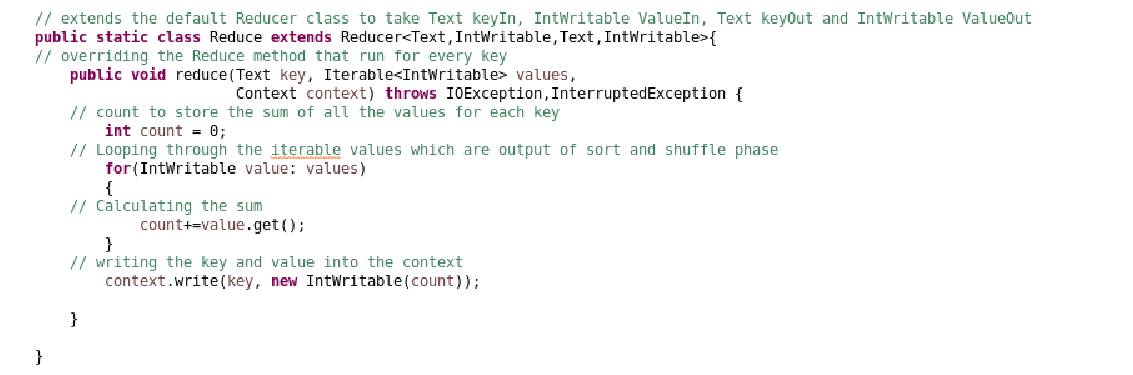 // extends the default Reducer class to take Text keyIn, IntWritable ValueIn, Text keyOut and IntWritable ValueOut
public static class Reduce extends Reducer<Text,IntWritable,Text,IntWritable>{
// overriding the Reduce method that run for every key
public void reduce(Text key, Iterable<IntWritable> values,
Context context) throws IOException,InterruptedException {
// count to store the sum of all the values for each key
int count = 0;
// Looping through the iterable values which are output of sort and shuffle phase
for(IntWritable value: values)
{
// Calculating the sum
count+=value.get();
}
// writing the key and value into the context
context.write(key, new IntWritable(count));
}
}